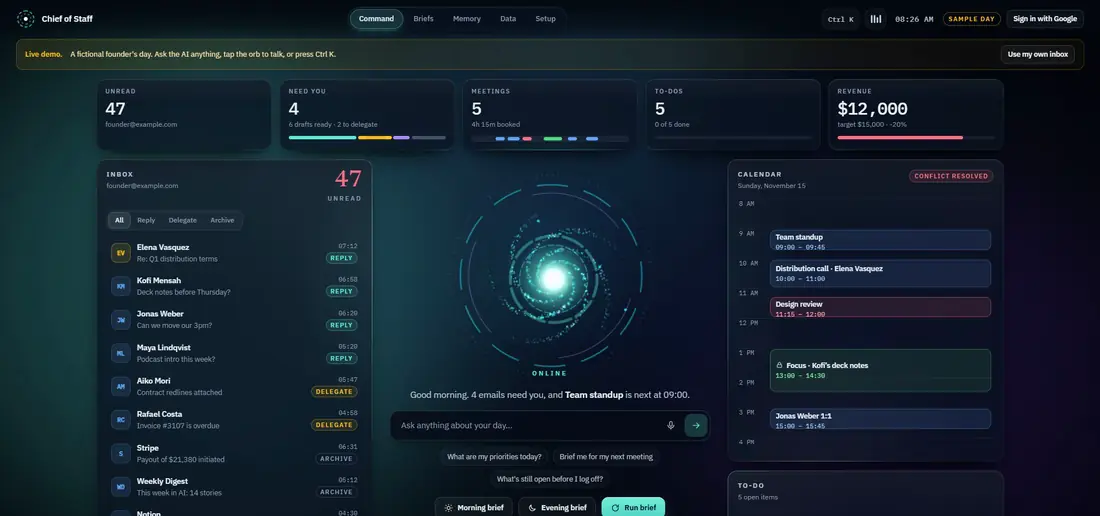 Chief of Staff
Command
Briefs
Memory
Data
Setup
Ctrl K
08:26 AM
SAMPLE DAY
Sign in with Google
Live demo. A fictional founder's day. Ask the AI anything, tap the orb to talk, or press Ctrl K.
Use my own inbox
UNREAD
47
founder@example.com
NEED YOU
4
6 drafts ready · 2 to delegate
MEETINGS
5
4h 15m booked
TO-DOS
5
0 of 5 done
REVENUE
$12,000
target $15,000 · -20%
INBOX
founder@example.com
47
UNREAD
All
Reply
Delegate
Archive
EV
Elena Vasquez
Re: Q1 distribution terms
07:12
REPLY
KM
Kofi Mensah
Deck notes before Thursday?
06:58
REPLY
JW
Jonas Weber
Can we move our 3pm?
06:20
REPLY
ML
Maya Lindqvist
Podcast intro this week?
05:20
REPLY
AM
Aiko Mori
Contract redlines attached
05:47
DELEGATE
RC
Rafael Costa
Invoice #3107 is overdue
04:58
DELEGATE
S
Stripe
Payout of $21,380 initiated
06:31
ARCHIVE
WD
Weekly Digest
This week in AI: 14 stories
05:12
ARCHIVE
Notion
04:30
ONLINE
Good morning. 4 emails need you, and Team standup is next at 09:00.
Ask anything about your day...
What are my priorities today?
Brief me for my next meeting
What's still open before I log off?
Morning brief
Evening brief
Run brief
CALENDAR
Sunday, November 15
CONFLICT RESOLVED
8 AM
9 AM
Team standup
09:00 – 09:45
10 AM
Distribution call · Elena Vasquez
10:00 – 11:00
11 AM
Design review
11:15 – 12:00
12 PM
1 PM
Focus · Kofi's deck notes
13:00 – 14:30
2 PM
3 PM
Jonas Weber 1:1
15:00 – 15:45
4 PM
TO-DO
5 open items